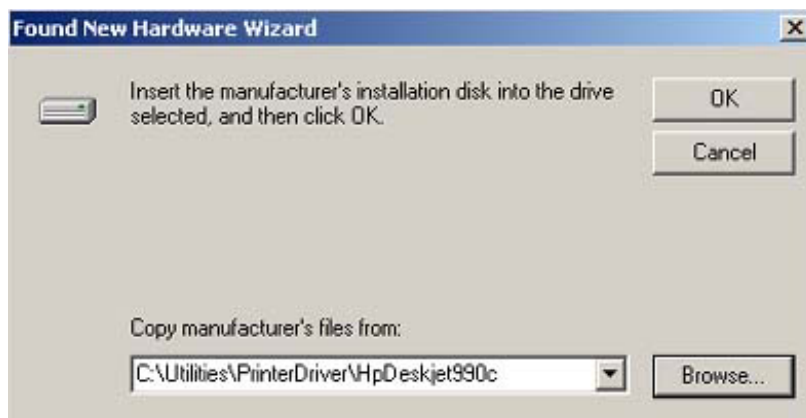 Found New Hardware Wizard
Insert the manufacturer's installation disk into the drive
selected, and then click OK.
OK
Cancel
Copy manufacturer's files from:
C:\Utilities\PrinterDriver\HpDeskjet990c
Browse...